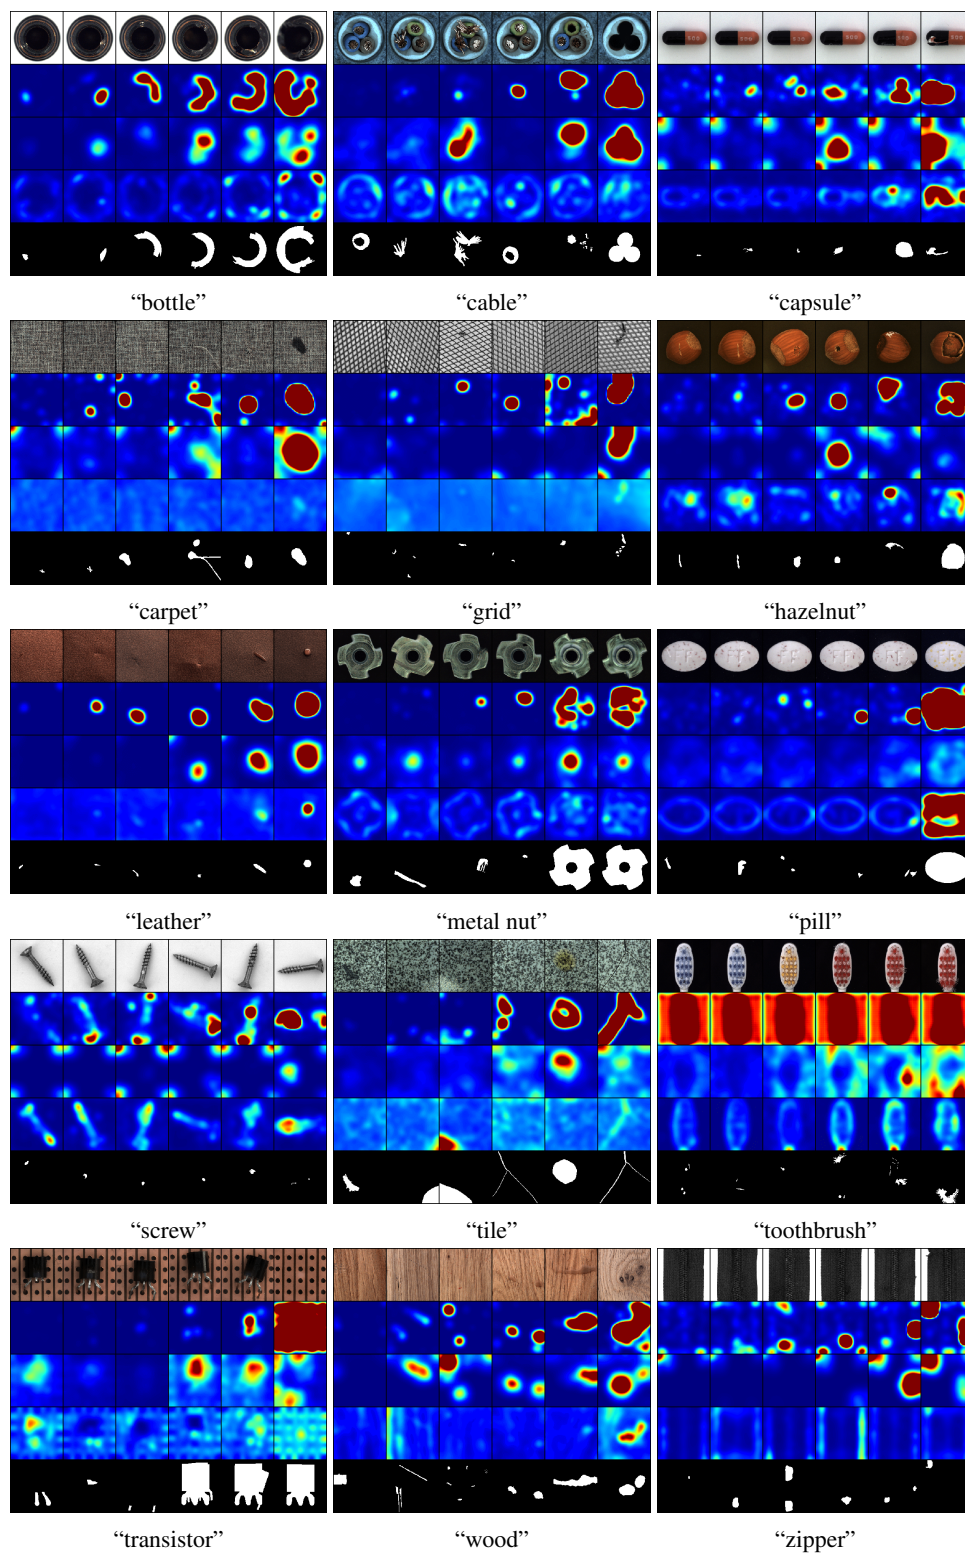 “bottle” “cable” “capsule”
“carpet” “grid” “hazelnut”
“leather” “metal nut” “pill”
“screw” “tile” “toothbrush”
“transistor” “wood” “zipper”